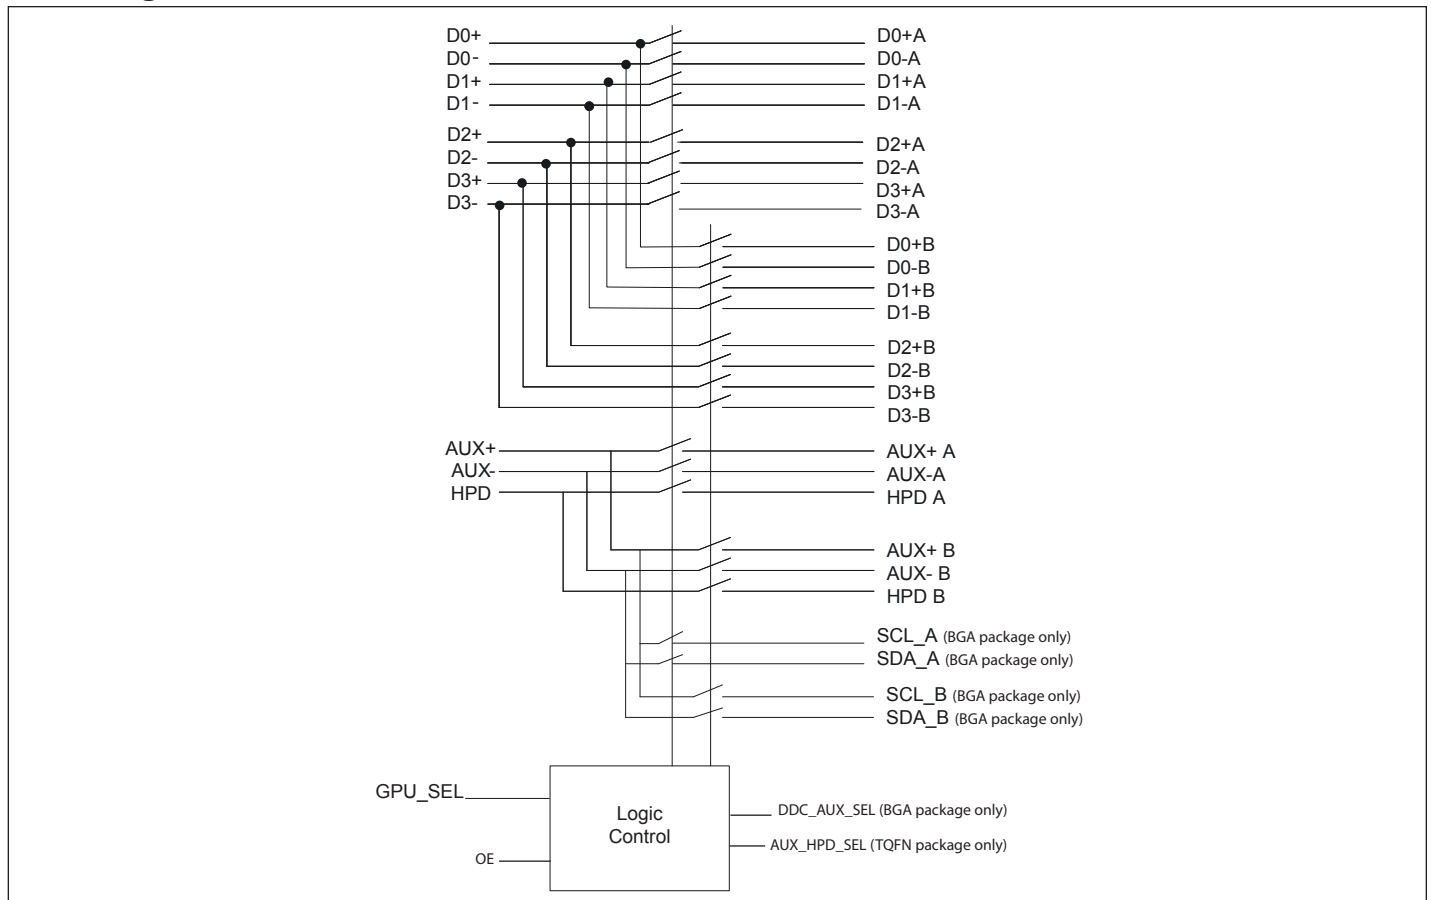 D0+
D0-
D1+
D1-
D2+
D2-
D3+
D3-
D0+A
D0-A
D1+A
D1-A
D2+A
D2-A
D3+A
D3-A
D0+B
D0-B
D1+B
D1-B
D2+B
D2-B
D3+B
D3-B
AUX+
AUX-
HPD
AUX+ A
AUX-A
HPD A
AUX+ B
AUX- B
HPD B
SCL_A (BGA package only)
SDA_A (BGA package only)
SCL_B (BGA package only)
SDA_B (BGA package only)
GPU_SEL
OE
Logic
Control
DDC_AUX_SEL (BGA package only)
AUX_HPD_SEL (TQFN package only)